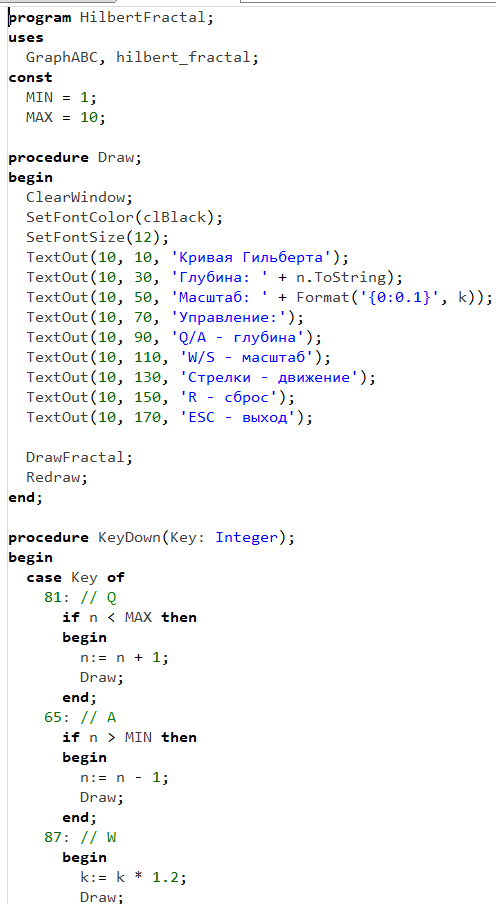 program HilbertFractal;
uses
  GraphABC, hilbert_fractal;
const
  MIN = 1;
  MAX = 10;

procedure Draw;
begin
  ClearWindow;
  SetFontColor(clBlack);
  SetFontSize(12);
  TextOut(10, 10, 'Кривая Гильберта');
  TextOut(10, 30, 'Глубина: ' + n.ToString);
  TextOut(10, 50, 'Масштаб: ' + Format('{0:0.1}', k));
  TextOut(10, 70, 'Управление:');
  TextOut(10, 90, 'Q/A - глубина');
  TextOut(10, 110, 'W/S - масштаб');
  TextOut(10, 130, 'Стрелки - движение');
  TextOut(10, 150, 'R - сброс');
  TextOut(10, 170, 'ESC - выход');

  DrawFractal;
  Redraw;
end;

procedure KeyDown(Key: Integer);
begin
  case Key of
    81: // Q
      if n < MAX then
      begin
        n:= n + 1;
        Draw;
      end;
    65: // A
      if n > MIN then
      begin
        n:= n - 1;
        Draw;
      end;
    87: // W
      begin
        k:= k * 1.2;
        Draw;